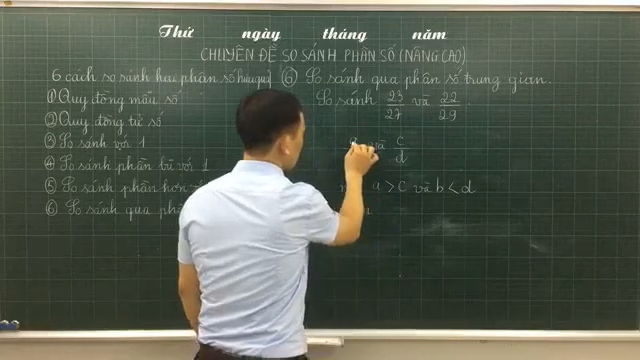 Thứ ngày tháng năm
CHUYÊN ĐỀ SO SÁNH PHÂN SỐ (NÂNG CAO)
6 cách so sánh hai phân số
① Quy đồng mẫu số
② Quy đồng tử số
③ So sánh với 1
④ So sánh phần bù với 1
⑤ So sánh phần hơn
⑥ So sánh qua
⑥ So sánh qua phân số trung gian.
So sánh 23/27 và 22/29.
và c/d
a > c và b < d